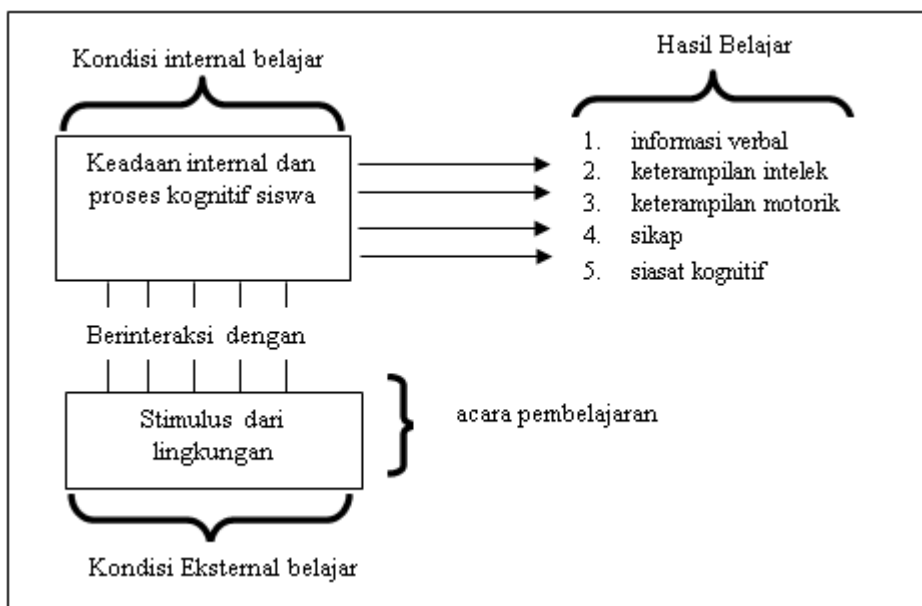 Kondisi internal belajar
Keadaan internal dan
proses kognitif siswa
Berinteraksi dengan
Stimulus dari
lingkungan
Kondisi Eksternal belajar
acara pembelajaran
Hasil Belajar
1. informasi verbal
2. keterampilan intelek
3. keterampilan motorik
4. sikap
5. siasat kognitif